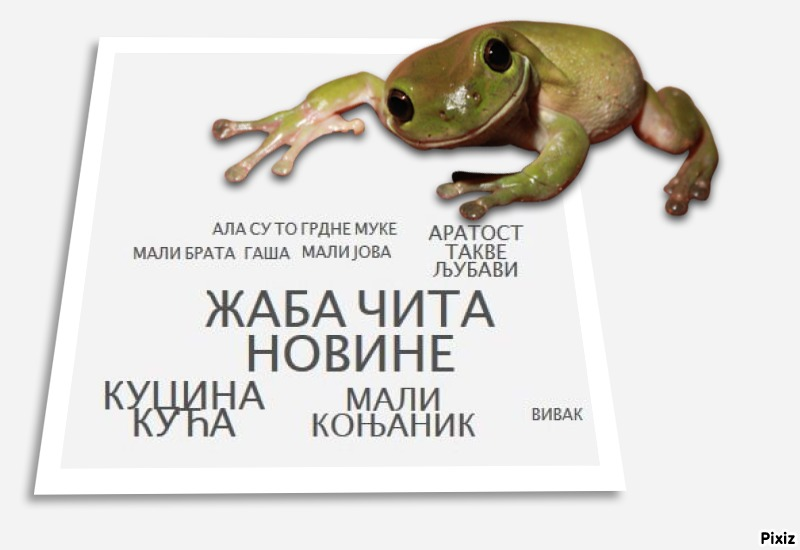 АЛА СУ ТО ГРДНЕ МУКЕ
МАЛИ БРАТА ГАША МАЛИ ЈОВА
АРАТОСТ
ТАКВЕ
ЉУБАВИ
ЖАБА ЧИТА
НОВИНЕ
КУЦИНА
КУЋА
МАЛИ
КОЊАНИК
ВИВАК
Pixiz